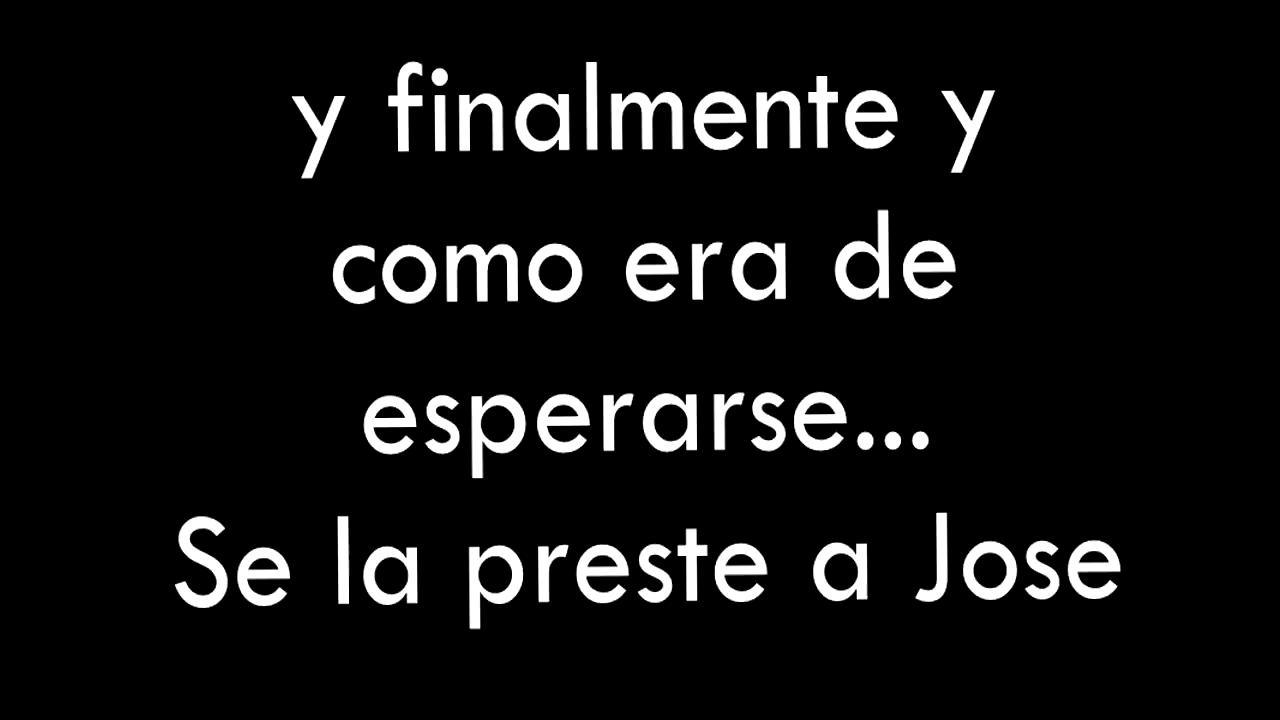 y finalmente y
como era de
esperarse...
Se la preste a Jose